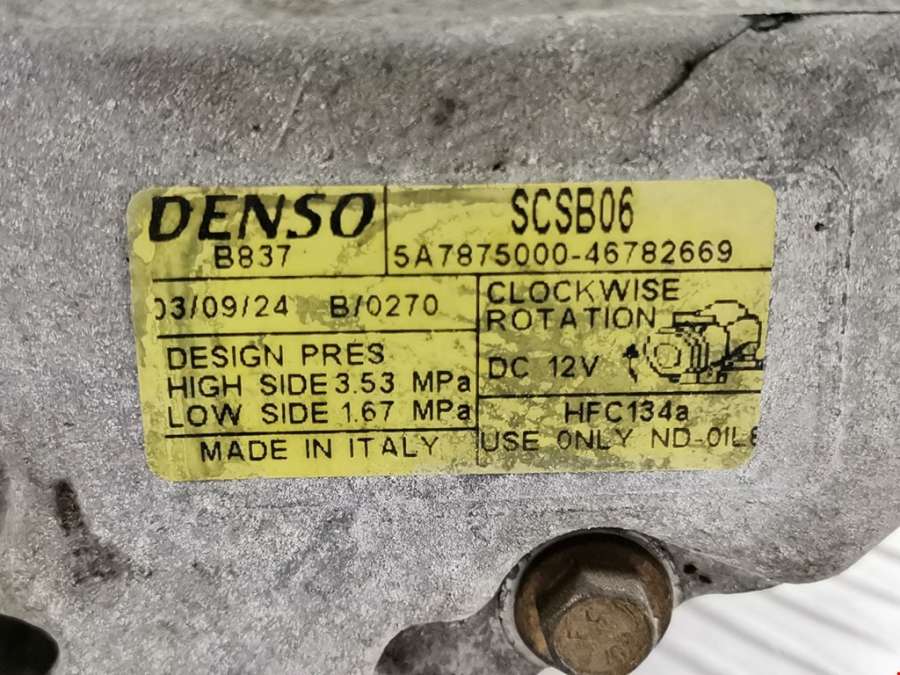 DENSO
B837
SCSB06
5A7875000-46782669
03/09/24 B/0270
DESIGN PRES
HIGH SIDE 3.53 MPa
LOW SIDE 1.67 MPa
MADE IN ITALY
CLOCKWISE
ROTATION
DC 12V
HFC134a
USE ONLY ND-OIL8